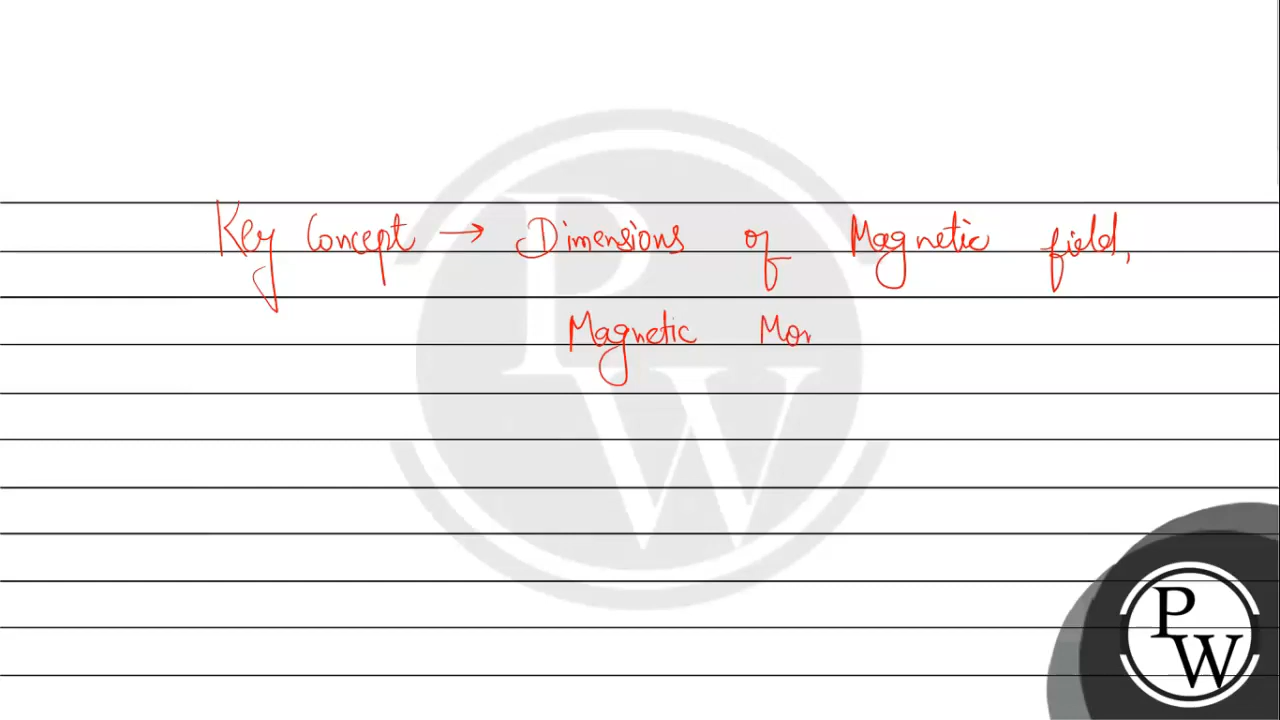 Key Concept → Dimensions of Magnetic field,
Magnetic Mon
P
W
P
W